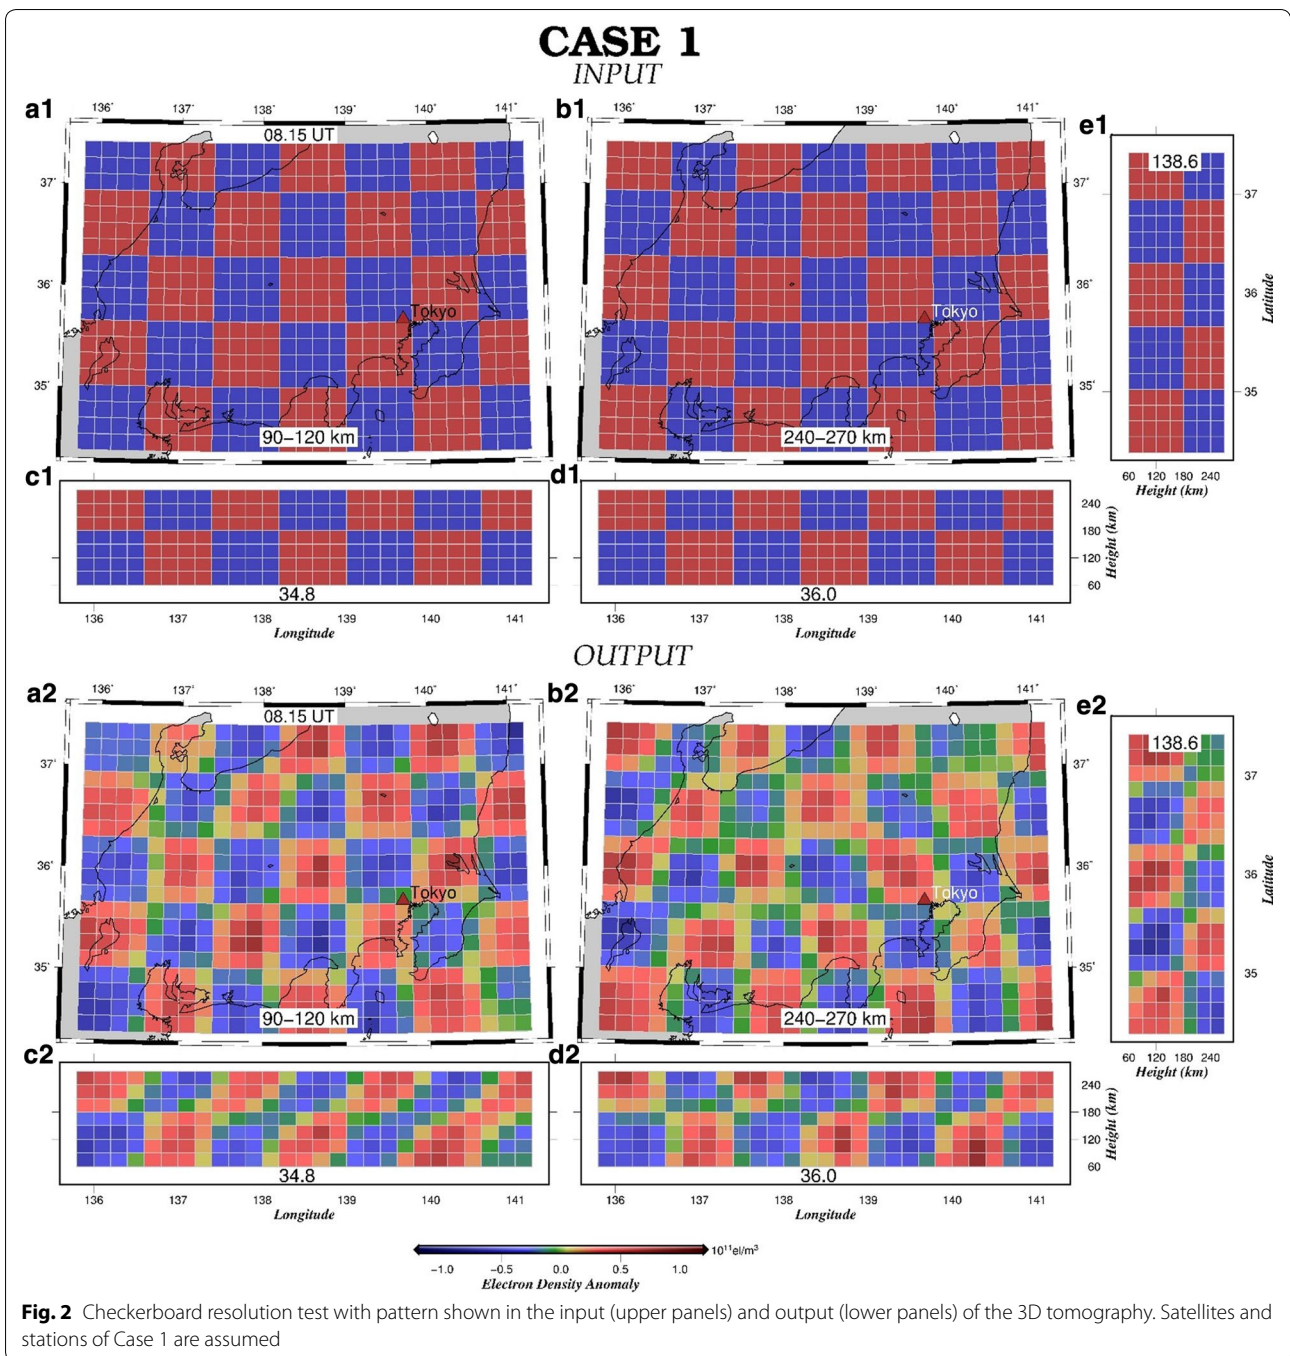 CASE 1
INPUT
a1
136˚ 137˚ 138˚ 139˚ 140˚ 141˚
08.15 UT
37˚
36˚
35˚
Tokyo
90–120 km
b1
136˚ 137˚ 138˚ 139˚ 140˚ 141˚
37˚
36˚
35˚
Tokyo
240–270 km
e1
138.6
37
36
35
Latitude
60 120 180 240
Height (km)
c1
34.8
136 137 138 139 140 141
Longitude
d1
36.0
240
180
120
60
Height (km)
136 137 138 139 140 141
Longitude
OUTPUT
a2
136˚ 137˚ 138˚ 139˚ 140˚ 141˚
08.15 UT
37˚
36˚
35˚
Tokyo
90–120 km
b2
136˚ 137˚ 138˚ 139˚ 140˚ 141˚
37˚
36˚
35˚
Tokyo
240–270 km
e2
138.6
37
36
35
Latitude
60 120 180 240
Height (km)
c2
34.8
136 137 138 139 140 141
Longitude
d2
36.0
240
180
120
60
Height (km)
136 137 138 139 140 141
Longitude
10¹¹el/m³
−1.0 −0.5 0.0 0.5 1.0
Electron Density Anomaly
Fig. 2 Checkerboard resolution test with pattern shown in the input (upper panels) and output (lower panels) of the 3D tomography. Satellites and
stations of Case 1 are assumed